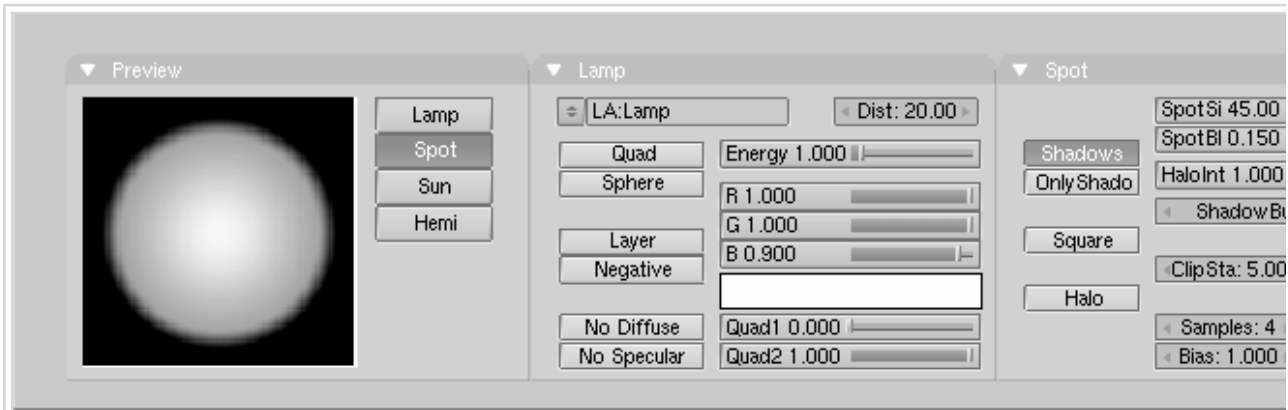 Preview
Lamp
Spot
Sun
Hemi
Lamp
LA:Lamp
Dist: 20.00
Quad
Sphere
Layer
Negative
No Diffuse
No Specular
Energy 1.000
R 1.000
G 1.000
B 0.900
Quad1 0.000
Quad2 1.000
Spot
Shadows
OnlyShado
Square
Halo
SpotSi 45.00
SpotBl 0.150
HaloInt 1.000
ShadowBu
ClipSta: 5.00
Samples: 4
Bias: 1.000